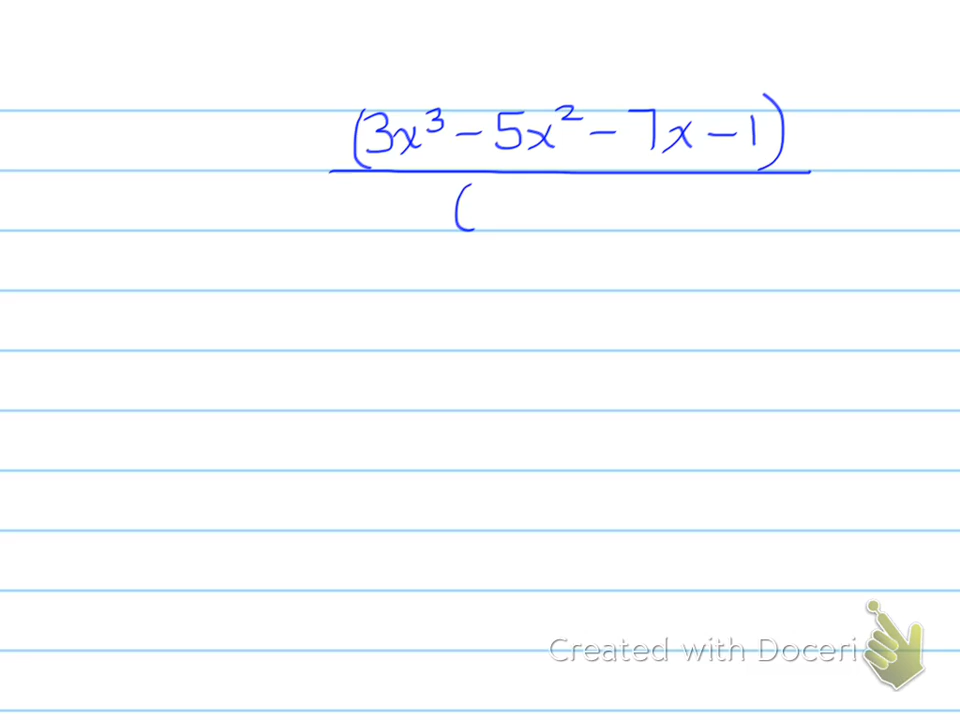 (3x³ - 5x² - 7x - 1)
(
Created with Doceri